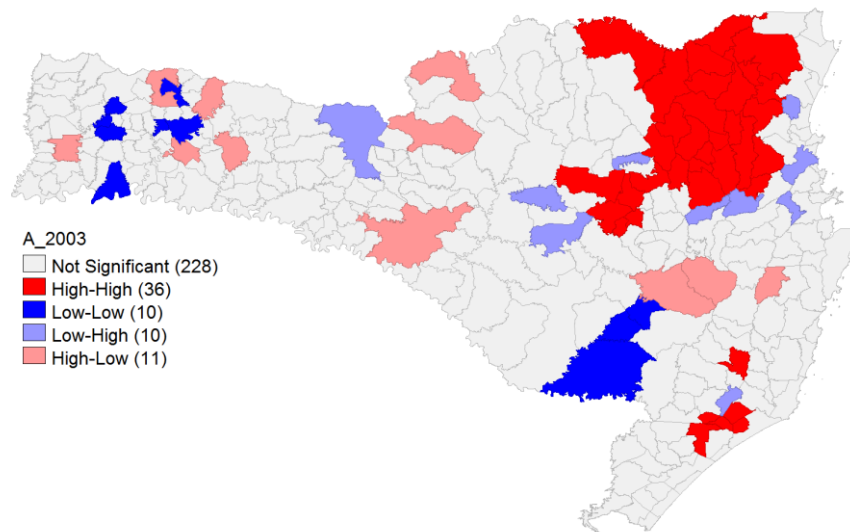 A_2003
Not Significant (228)
High-High (36)
Low-Low (10)
Low-High (10)
High-Low (11)